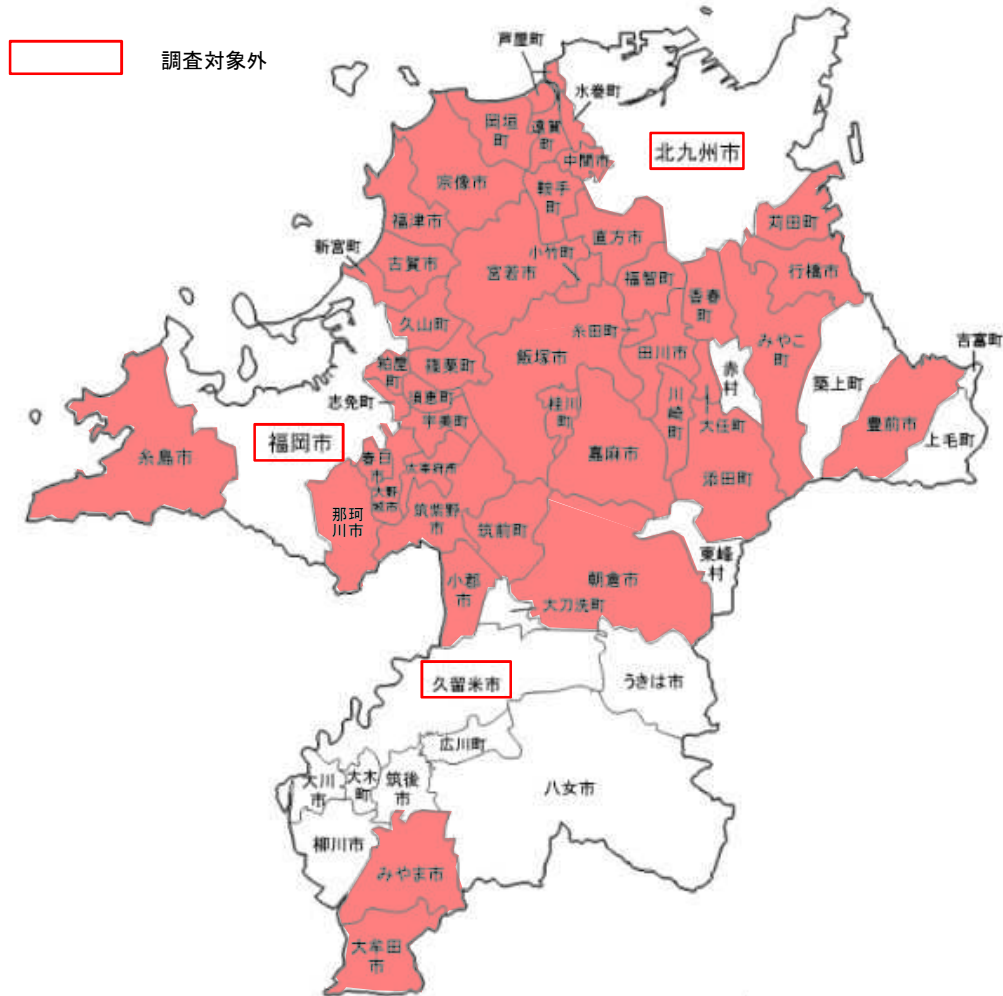 調査対象外
芦屋町
水巻町
岡垣
町
遠賀
町
中間市
北九州市
宗像市
鞍手
町
苅田町
福津市
直方市
新宮町
小竹町
古賀市
宮若市
福智町
行橋市
香春
町
久山町
糸田町
みやこ
町
吉富町
粕屋
町
篠栗町
飯塚市
田川市
赤
村
築上町
志免町
須恵町
桂川
町
川
崎
町
宇美町
大任町
豊前市
上毛町
福岡市
糸島市
春日
市
太宰府市
嘉麻市
添田町
大野
城市
筑紫野
市
那珂
川市
筑前町
東峰
村
小郡
市
朝倉市
大刀洗町
久留米市
うきは市
広川町
大川
市
大木
町
筑後
市
八女市
柳川市
みやま市
大牟田
市